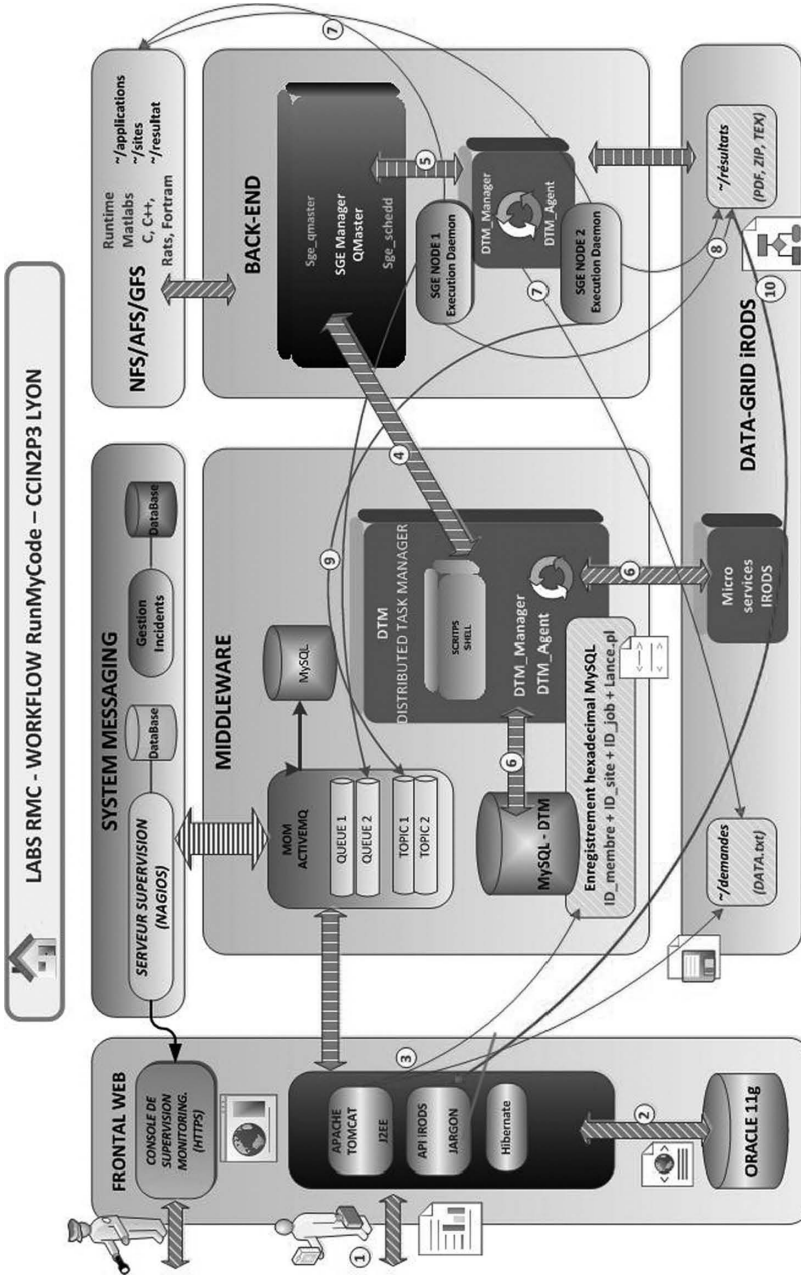 LABS RMC - WORKFLOW RunMyCode – CCIN2P3 LYON
FRONTAL WEB
CONSOLE DE
SUPERVISION
MONITORING.
(HTTPS)
1
APACHE
TOMCAT
J2EE
API iRODS
JARGON
Hibernate
2
ORACLE 11g
3
SYSTEM MESSAGING
SERVEUR SUPERVISION
(NAGIOS)
DataBase
Gestion
Incidents
DataBase
MIDDLEWARE
MOM
ACTIVEMQ
QUEUE 1
QUEUE 2
TOPIC 1
TOPIC 2
MySQL
9
4
DTM
DISTRIBUTED TASK MANAGER
SCRITPS
SHELL
DTM_Manager
DTM_Agent
6
MySQL - DTM
Enregistrement hexadecimal MySQL
ID_membre + ID_site + ID_job + Lance.pl
6
NFS/AFS/GFS
Runtime
Matlabs
C, C++,
Rats, Fortram
~/applications
~/sites
~/resultat
7
BACK-END
Sge_qmaster
SGE Manager
QMaster
Sge_schedd
5
SGE NODE 1
Execution Daemon
DTM_Manager
DTM_Agent
7
SGE NODE 2
Execution Daemon
8
DATA-GRID iRODS
~/demandes
(DATA.txt)
Micro
services
IRODS
~/résultats
(PDF, ZIP, TEX)
10